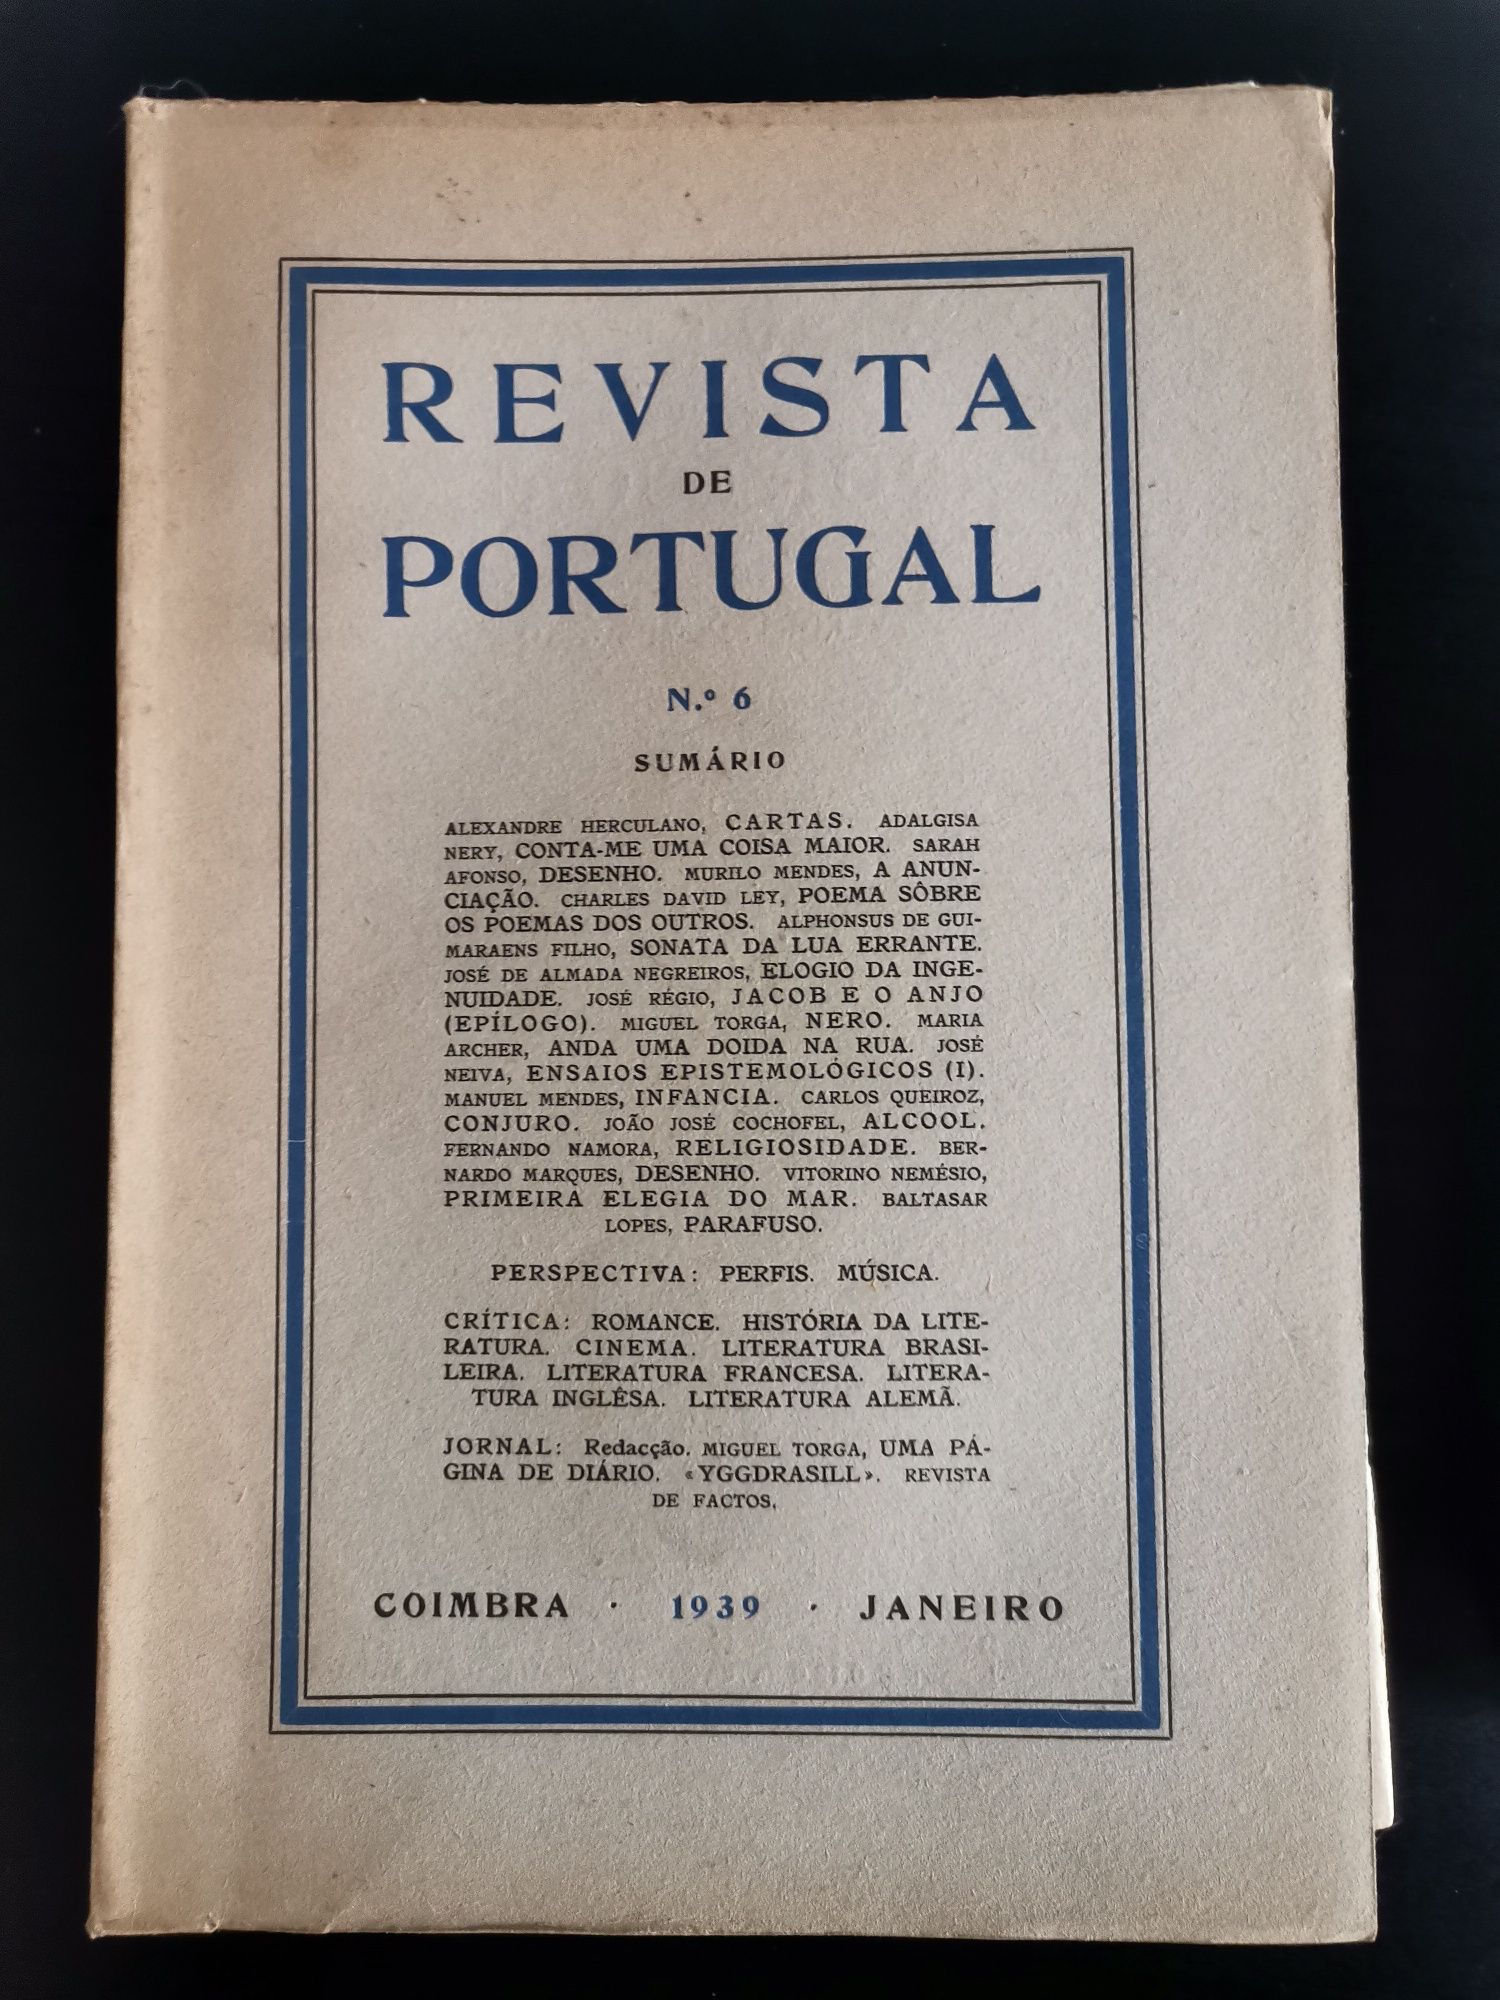 REVISTA
DE
PORTUGAL
N.º 6
SUMÁRIO
ALEXANDRE HERCULANO, CARTAS. ADALGISA
NERY, CONTA-ME UMA COISA MAIOR. SARAH
AFONSO, DESENHO. MURILO MENDES, A ANUN-
CIAÇÃO. CHARLES DAVID LEY, POEMA SÔBRE
OS POEMAS DOS OUTROS. ALPHONSUS DE GUI-
MARAENS FILHO, SONATA DA LUA ERRANTE.
JOSÉ DE ALMADA NEGREIROS, ELOGIO DA INGE-
NUIDADE. JOSÉ RÉGIO, JACOB E O ANJO
(EPÍLOGO). MIGUEL TORGA, NERO. MARIA
ARCHER, ANDA UMA DOIDA NA RUA. JOSÉ
NEIVA, ENSAIOS EPISTEMOLÓGICOS (I).
MANUEL MENDES, INFANCIA. CARLOS QUEIROZ,
CONJURO. JOÃO JOSÉ COCHOFEL, ALCOOL.
FERNANDO NAMORA, RELIGIOSIDADE. BER-
NARDO MARQUES, DESENHO. VITORINO NEMÉSIO,
PRIMEIRA ELEGIA DO MAR. BALTASAR
LOPES, PARAFUSO.
PERSPECTIVA: PERFIS. MÚSICA.
CRÍTICA: ROMANCE. HISTÓRIA DA LITE-
RATURA. CINEMA. LITERATURA BRASI-
LEIRA. LITERATURA FRANCESA. LITERA-
TURA INGLÊSA. LITERATURA ALEMÃ.
JORNAL: Redacção. MIGUEL TORGA, UMA PÁ-
GINA DE DIÁRIO. «YGGDRASILL». REVISTA
DE FACTOS.
COIMBRA · 1939 · JANEIRO